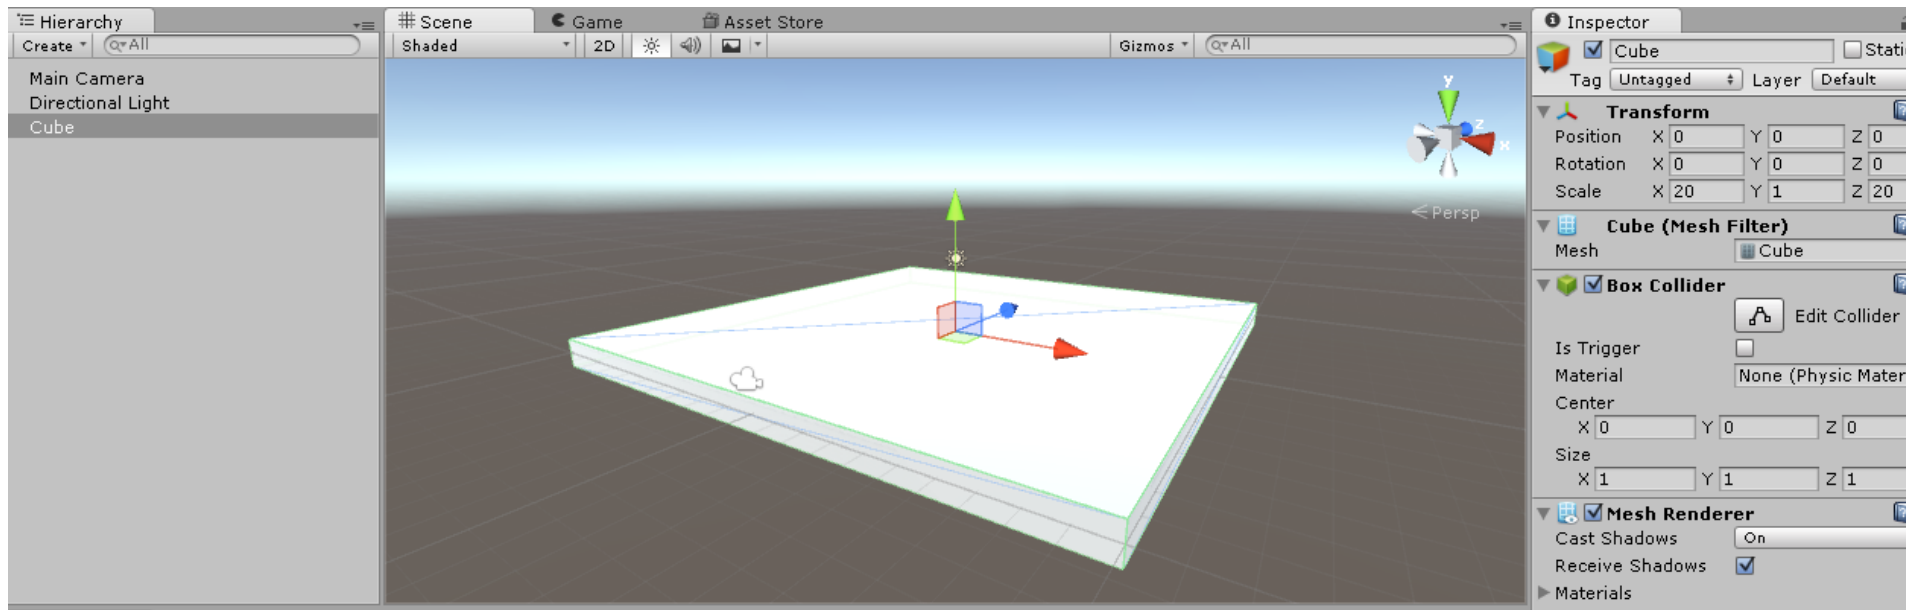 Hierarchy
Create
All
Main Camera
Directional Light
Cube
Scene
Game
Asset Store
Shaded
2D
Gizmos
All
y
z
x
Persp
Inspector
Cube
Stati
Tag Untagged Layer Default
Transform
Position X 0 Y 0 Z 0
Rotation X 0 Y 0 Z 0
Scale X 20 Y 1 Z 20
Cube (Mesh Filter)
Mesh Cube
Box Collider
Edit Collider
Is Trigger
Material None (Physic Mater
Center
X 0 Y 0 Z 0
Size
X 1 Y 1 Z 1
Mesh Renderer
Cast Shadows On
Receive Shadows
Materials